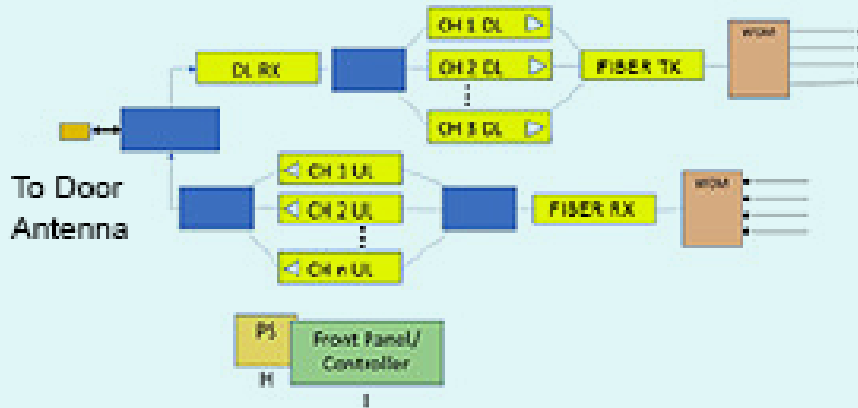 CH 1 DL
DL RX
CH 2 DL
FIBER TX
WDM
CH 3 DL
To Door
Antenna
CH 1 UL
CH 2 UL
FIBER RX
WDM
CH n UL
PS
Front Panel/
Controller
H
I